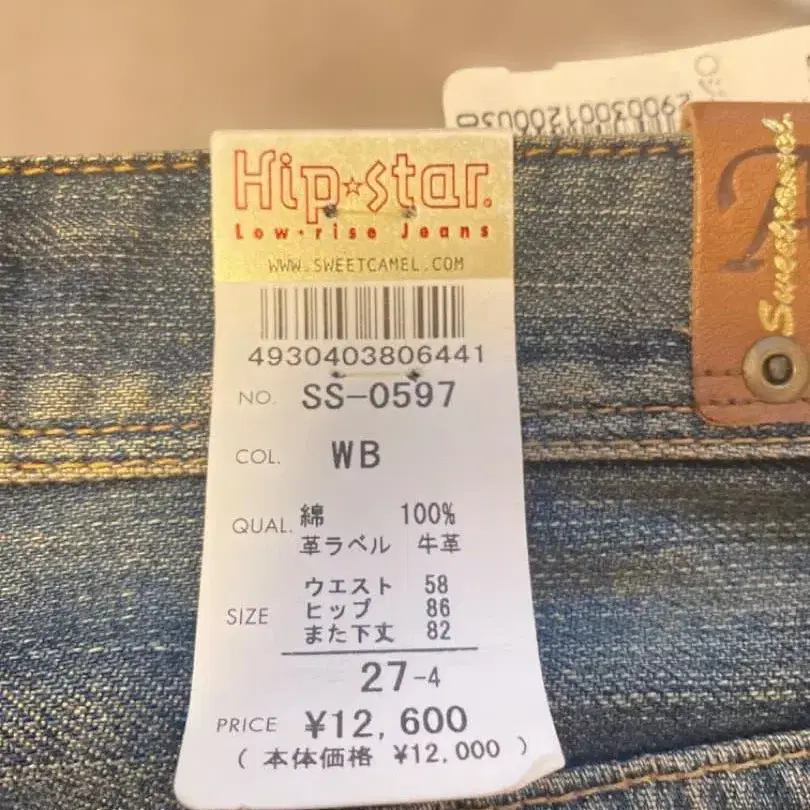 Hip☆star.
Low・rise Jeans
WWW.SWEETCAMEL.COM
4930403806441
NO. SS-0597
COL. WB
QUAL. 綿 100%
革ラベル 牛革
SIZE ウエスト 58
ヒップ 86
また下丈 82
27-4
PRICE ¥12,600
( 本体価格 ¥12,000 )
Sweetcamel